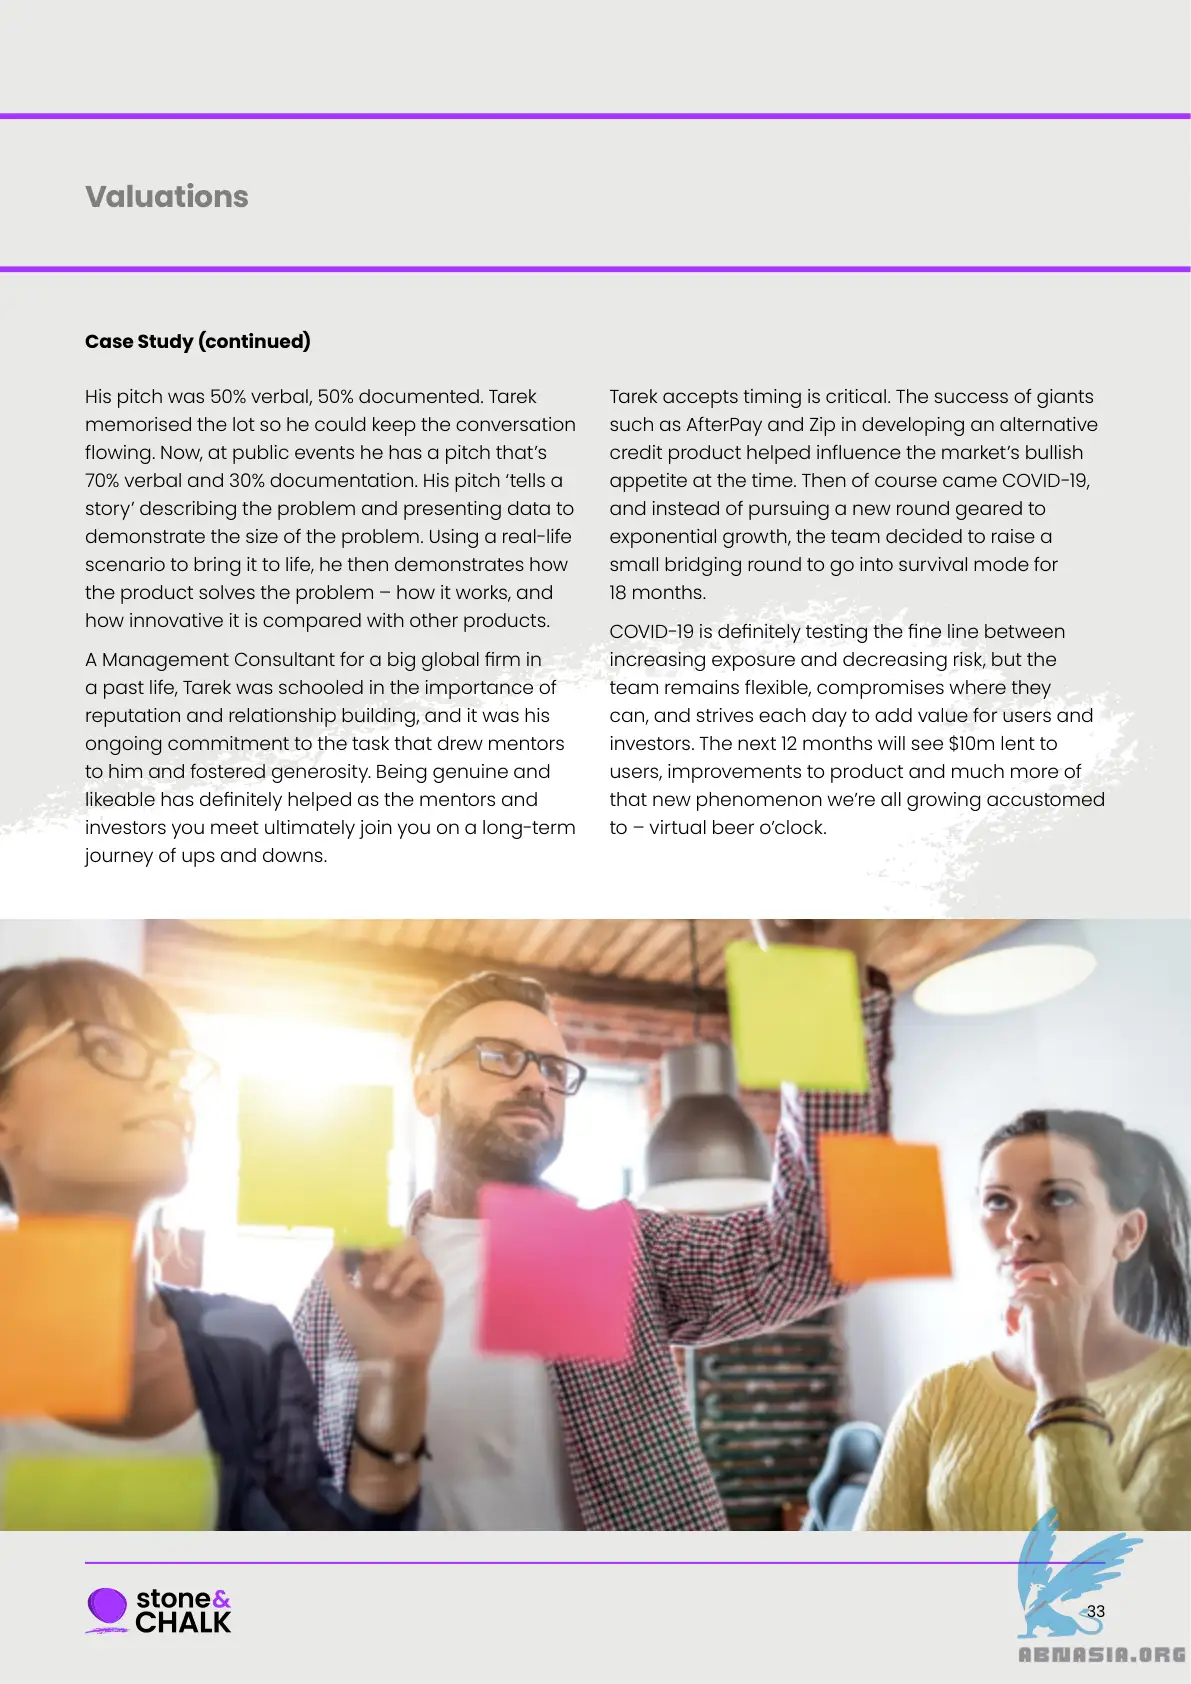 Valuations
Case Study (continued)
His pitch was 50% verbal, 50% documented. Tarek
memorised the lot so he could keep the conversation
flowing. Now, at public events he has a pitch that’s
70% verbal and 30% documentation. His pitch ‘tells a
story’ describing the problem and presenting data to
demonstrate the size of the problem. Using a real-life
scenario to bring it to life, he then demonstrates how
the product solves the problem – how it works, and
how innovative it is compared with other products.
A Management Consultant for a big global firm in
a past life, Tarek was schooled in the importance of
reputation and relationship building, and it was his
ongoing commitment to the task that drew mentors
to him and fostered generosity. Being genuine and
likeable has definitely helped as the mentors and
investors you meet ultimately join you on a long-term
journey of ups and downs.
Tarek accepts timing is critical. The success of giants
such as AfterPay and Zip in developing an alternative
credit product helped influence the market’s bullish
appetite at the time. Then of course came COVID-19,
and instead of pursuing a new round geared to
exponential growth, the team decided to raise a
small bridging round to go into survival mode for
18 months.
COVID-19 is definitely testing the fine line between
increasing exposure and decreasing risk, but the
team remains flexible, compromises where they
can, and strives each day to add value for users and
investors. The next 12 months will see $10m lent to
users, improvements to product and much more of
that new phenomenon we’re all growing accustomed
to – virtual beer o’clock.
stone&
CHALK
33
ABNASIA.ORG